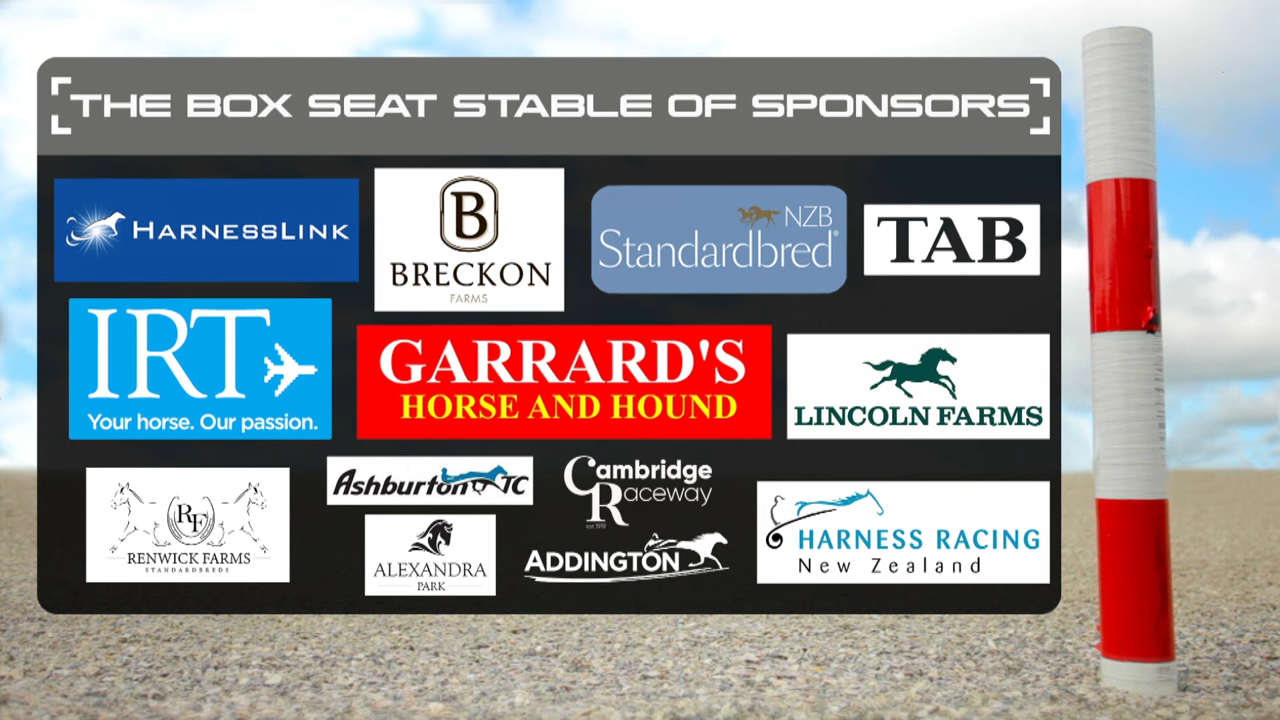 THE BOX SEAT STABLE OF SPONSORS
HARNESSLINK
B
BRECKON
FARMS
NZB
Standardbred
TAB
IRT
Your horse. Our passion.
GARRARD'S
HORSE AND HOUND
LINCOLN FARMS
RF
RENWICK FARMS
STANDARDBREDS
Ashburton TC
ALEXANDRA
PARK
Cambridge
Raceway
ADDINGTON
HARNESS RACING
New Zealand